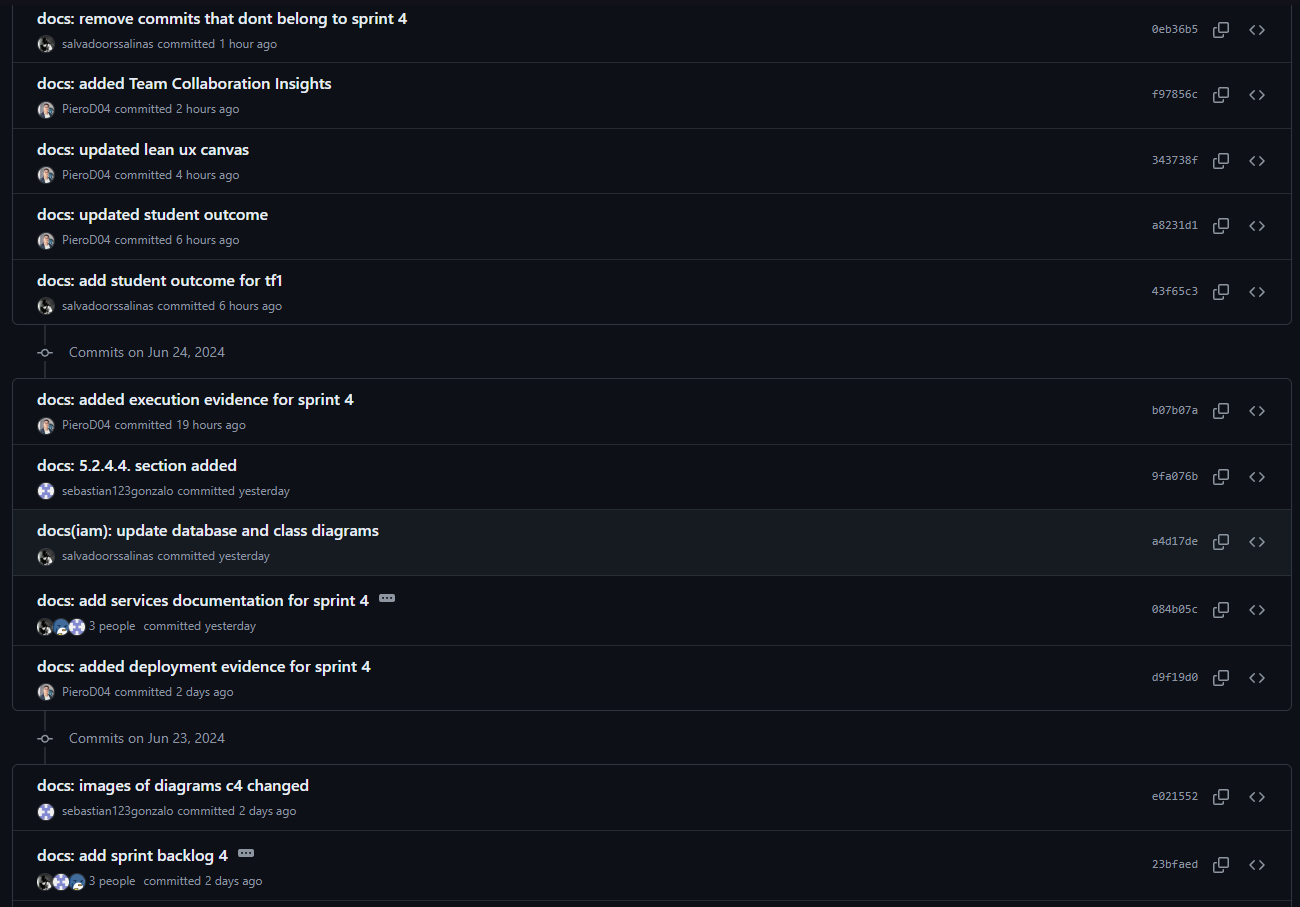 docs: remove commits that dont belong to sprint 4
0eb36b5
salvadoorssalinas committed 1 hour ago
docs: added Team Collaboration Insights
f97856c
PieroD04 committed 2 hours ago
docs: updated lean ux canvas
343738f
PieroD04 committed 4 hours ago
docs: updated student outcome
a8231d1
PieroD04 committed 6 hours ago
docs: add student outcome for tf1
43f65c3
salvadoorssalinas committed 6 hours ago
Commits on Jun 24, 2024
docs: added execution evidence for sprint 4
b07b07a
PieroD04 committed 19 hours ago
docs: 5.2.4.4. section added
9fa076b
sebastian123gonzalo committed yesterday
docs(iam): update database and class diagrams
a4d17de
salvadoorssalinas committed yesterday
docs: add services documentation for sprint 4
084b05c
3 people committed yesterday
docs: added deployment evidence for sprint 4
d9f19d0
PieroD04 committed 2 days ago
Commits on Jun 23, 2024
docs: images of diagrams c4 changed
e021552
sebastian123gonzalo committed 2 days ago
docs: add sprint backlog 4
23bfaed
3 people committed 2 days ago